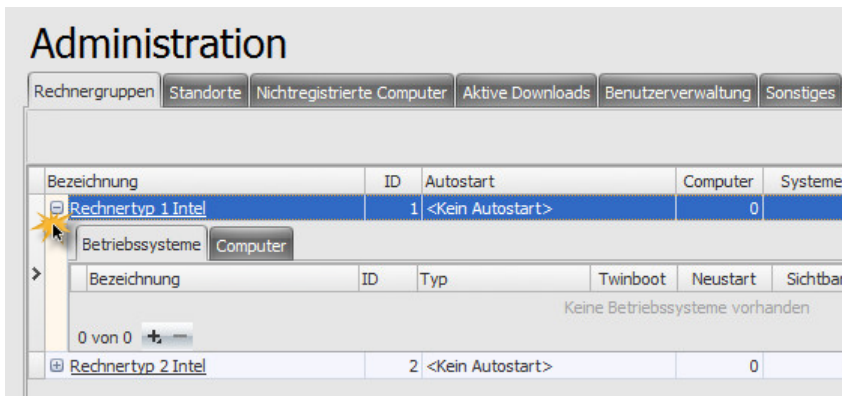 Administration
Rechnergruppen Standorte Nichtregistrierte Computer Aktive Downloads Benutzerverwaltung Sonstiges
Bezeichnung ID Autostart Computer Systeme
Rechnertyp 1 Intel 1 <Kein Autostart> 0
Betriebssysteme Computer
Bezeichnung ID Typ Twinboot Neustart Sichtbar
Keine Betriebssysteme vorhanden
0 von 0
Rechnertyp 2 Intel 2 <Kein Autostart> 0